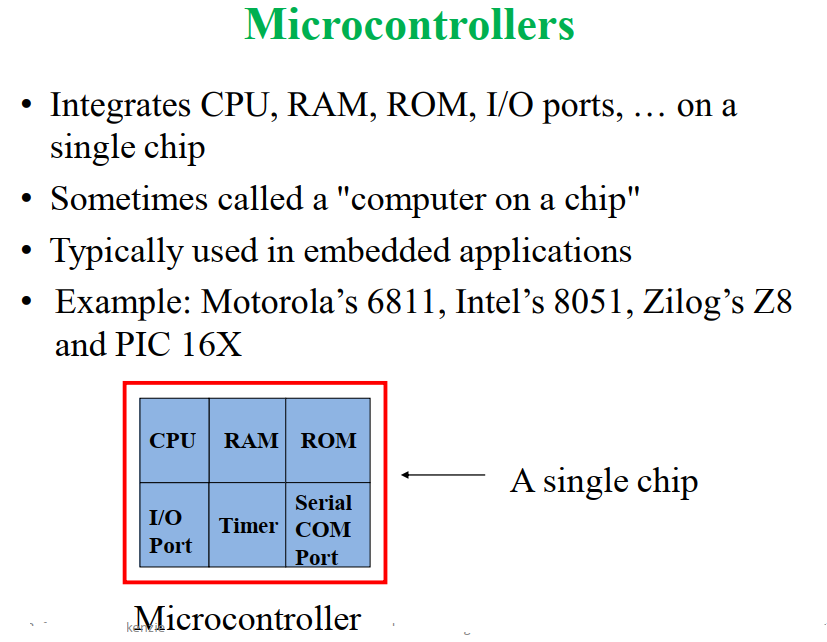 Microcontrollers
• Integrates CPU, RAM, ROM, I/O ports, … on a
single chip
• Sometimes called a "computer on a chip"
• Typically used in embedded applications
• Example: Motorola’s 6811, Intel’s 8051, Zilog’s Z8
and PIC 16X
CPU RAM ROM
I/O
Port
Timer
Serial
COM
Port
A single chip
Microcontroller
kenzie